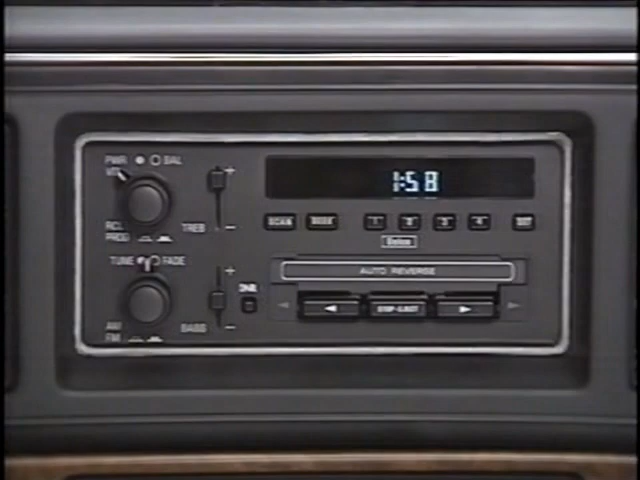 PWR BAL
VOL
1:58
SCAN SEEK 1 2 3 4 SET
RCL
PROG
TREB
Delco
TUNE FADE
AUTO REVERSE
DNR
STOP-EJECT
AM
FM
BASS